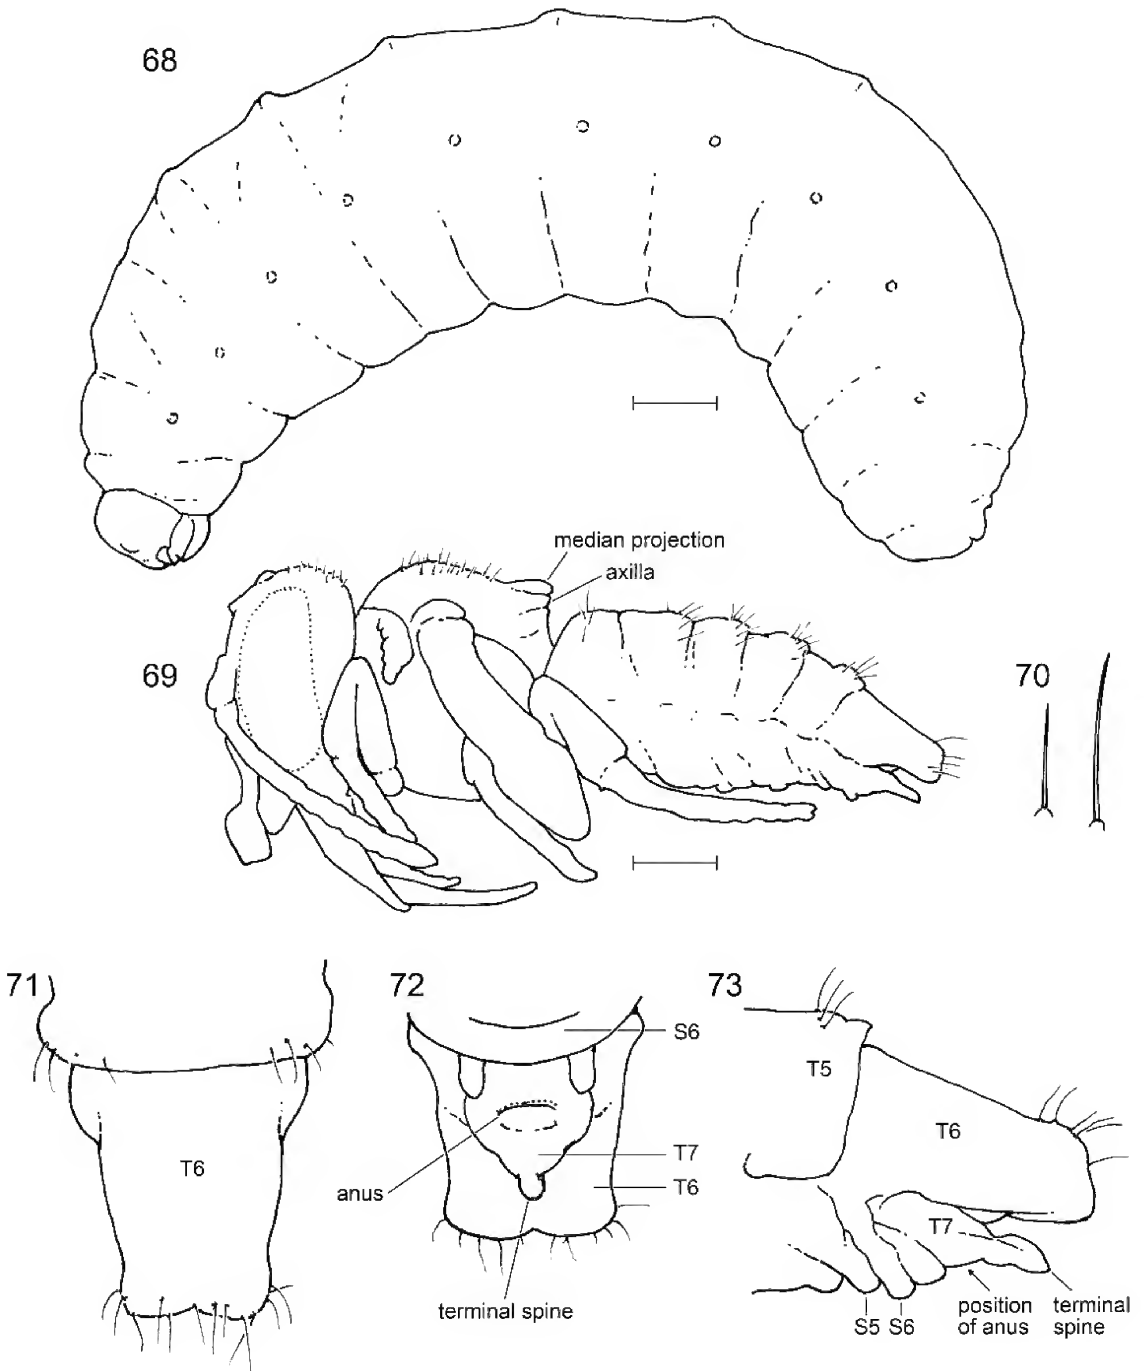 68
median projection
axilla
69
70
71
72
73
S6
T5
T6
T6
T7
T6
anus
T7
terminal spine
S5
S6
position
of anus
terminal
spine